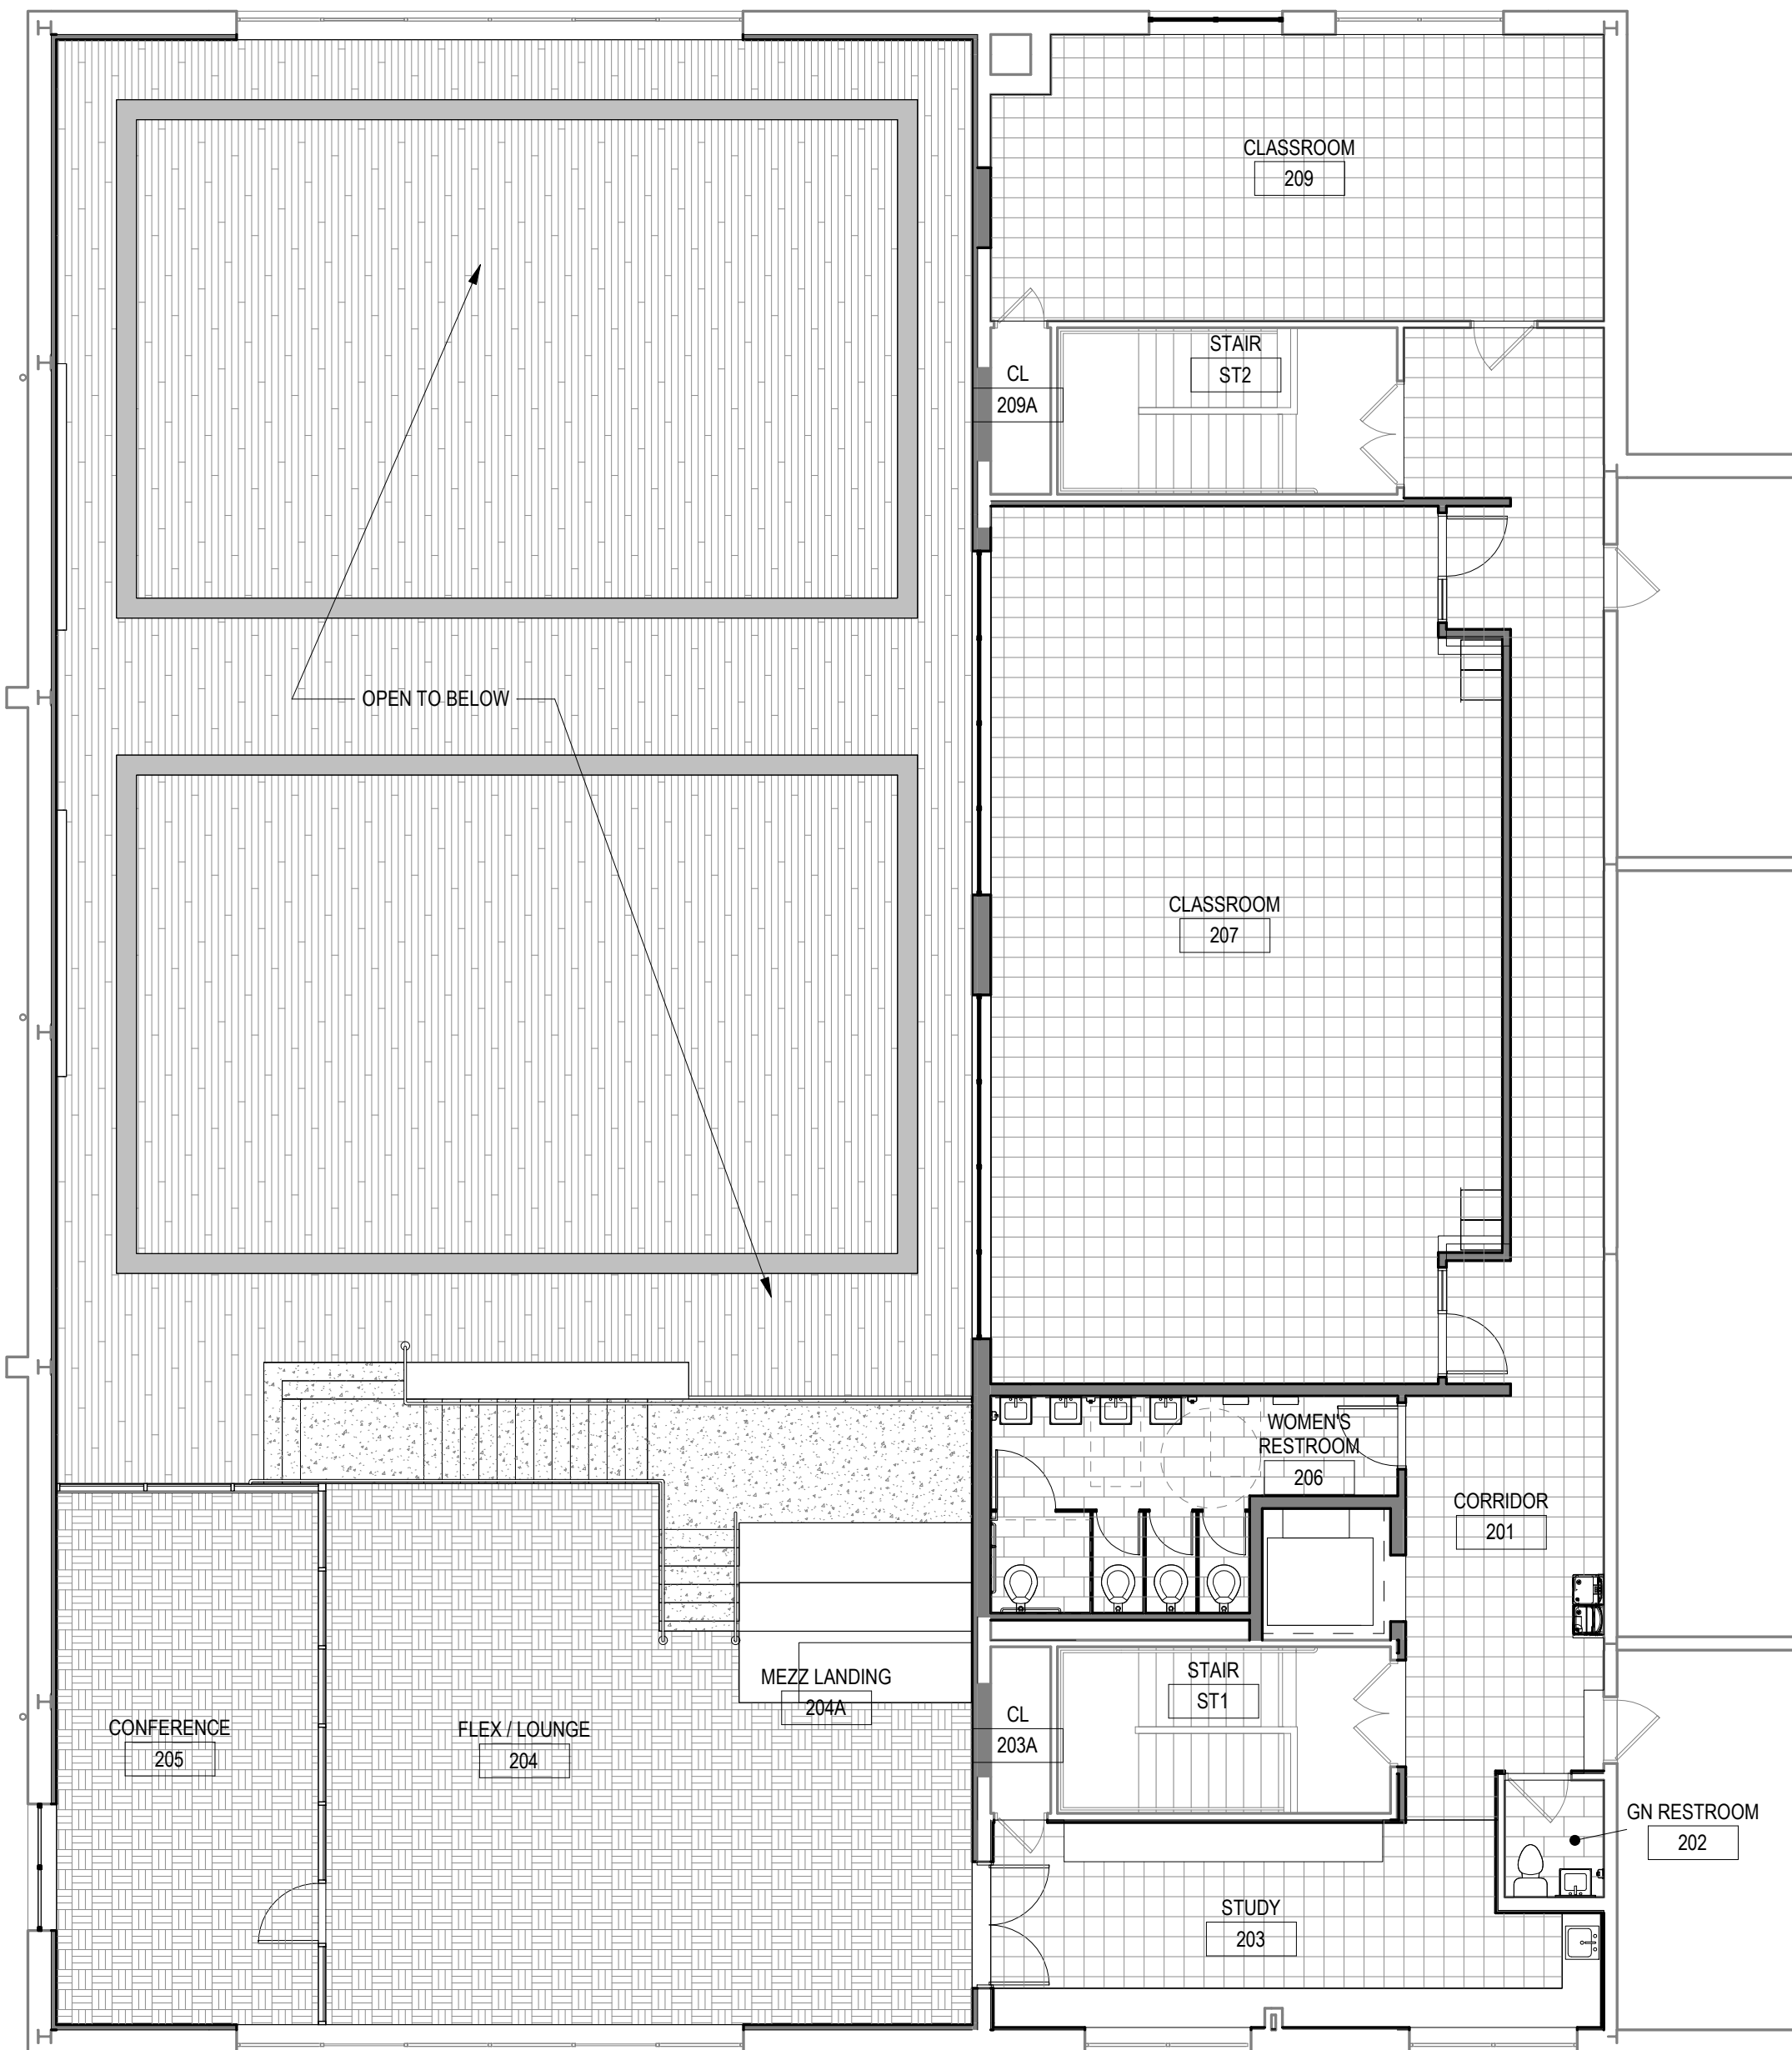 CLASSROOM
209
STAIR
ST2
CL
209A
OPEN TO BELOW
CLASSROOM
207
WOMEN'S
RESTROOM
206
CORRIDOR
201
MEZZ LANDING
204A
STAIR
ST1
CL
203A
CONFERENCE
205
FLEX / LOUNGE
204
GN RESTROOM
202
STUDY
203